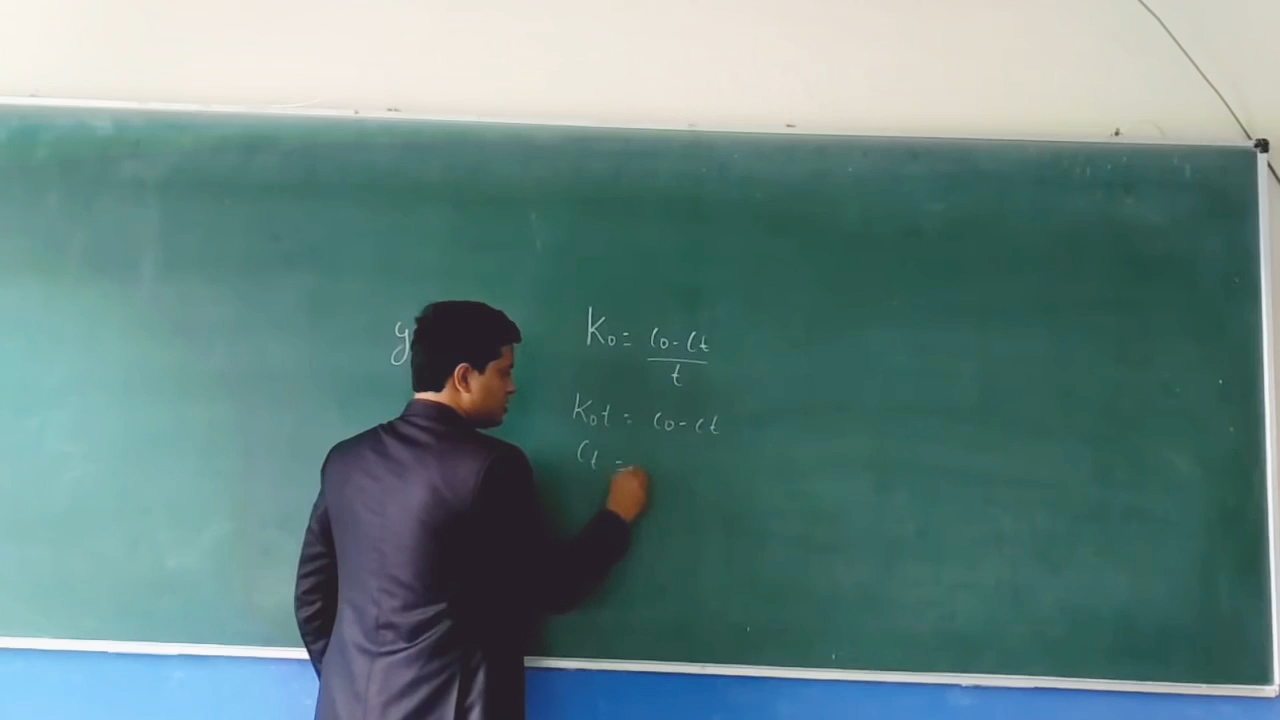 y
K₀ = C₀ - Ct / t
K₀t = C₀ - Ct
Ct =